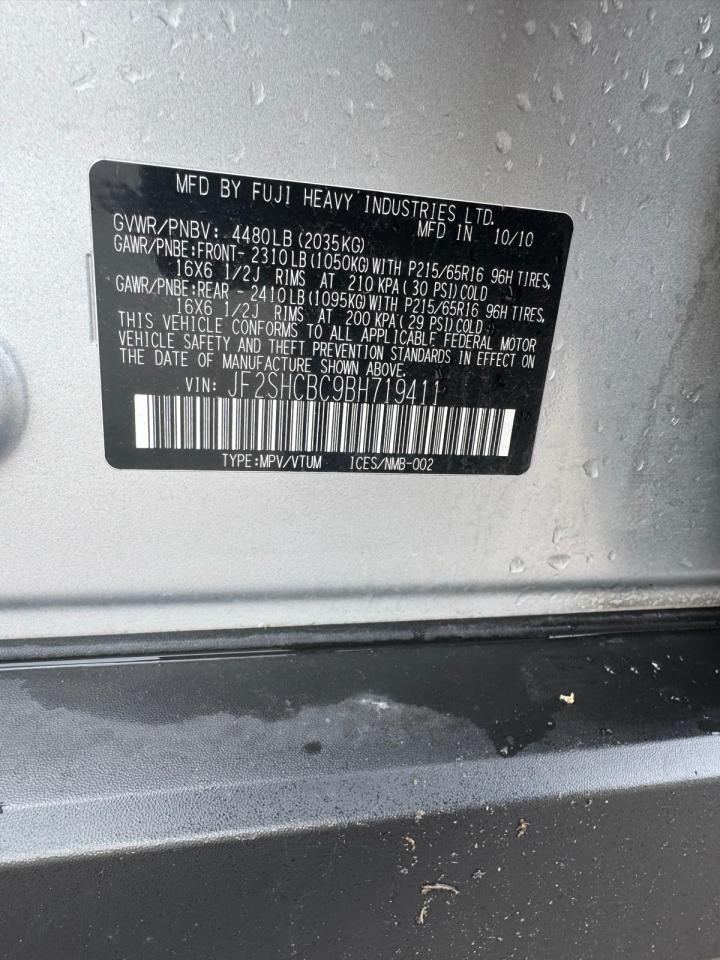 MFD BY FUJI HEAVY INDUSTRIES LTD.
MFD IN 10/10
GVWR/PNBV: 4480LB(2035KG)
GAWR/PNBE:FRONT- 2310LB(1050KG)WITH P215/65R16 96H TIRES,
16X6 1/2J RIMS AT 210 KPA(30 PSI)COLD
GAWR/PNBE:REAR - 2410LB(1095KG)WITH P215/65R16 96H TIRES,
16X6 1/2J RIMS AT 200 KPA(29 PSI)COLD
THIS VEHICLE CONFORMS TO ALL APPLICABLE FEDERAL MOTOR
VEHICLE SAFETY AND THEFT PREVENTION STANDARDS IN EFFECT ON
THE DATE OF MANUFACTURE SHOWN ABOVE.
VIN: JF2SHCBC9BH719411
TYPE:MPV/VTUM ICES/NMB-002